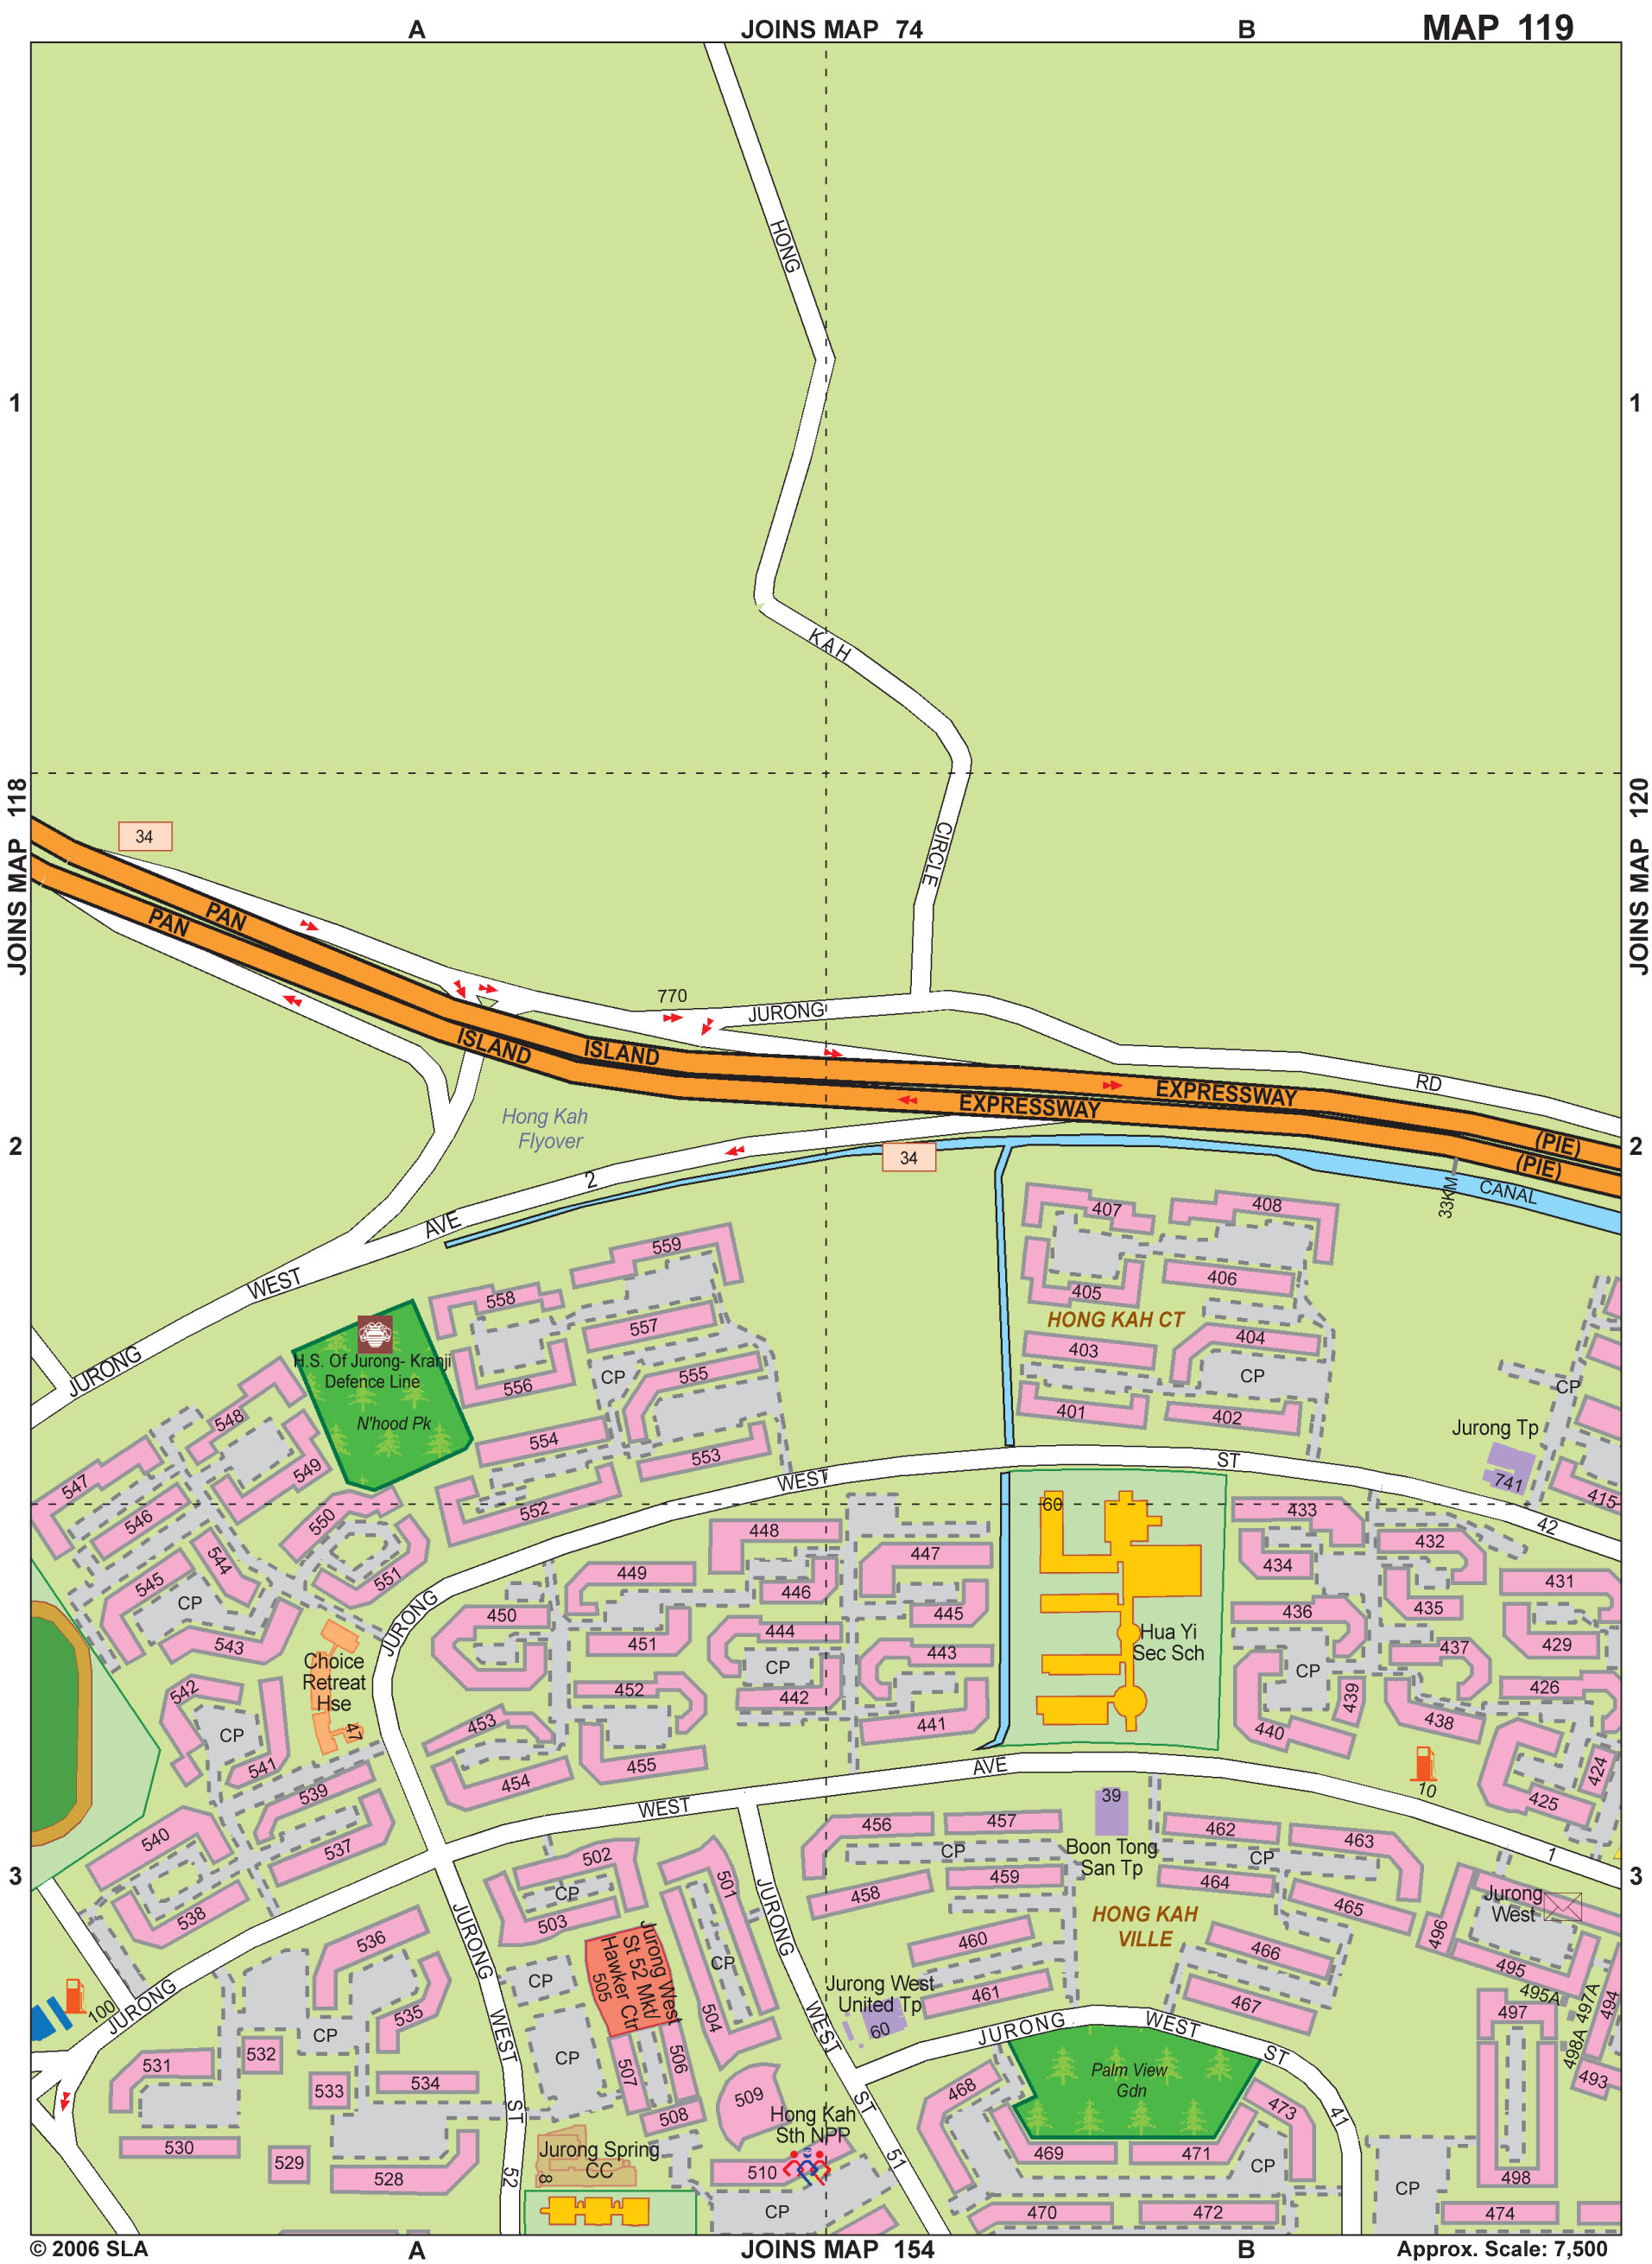 A
JOINS MAP 74
B
MAP 119
HONG
1
1
KAH
JOINS MAP 118
JOINS MAP 120
34
CIRCLE
PAN
PAN
770
JURONG
ISLAND
ISLAND
RD
EXPRESSWAY
EXPRESSWAY
Hong Kah
Flyover
(PIE)
(PIE)
2
2
34
33KM
CANAL
2
AVE
WEST
JURONG
407
408
405
406
HONG KAH CT
403
404
CP
401
402
559
558
557
CP
555
556
554
553
552
H.S. Of Jurong- Kranji
Defence Line
N'hood Pk
548
549
547
546
550
544
545
CP
551
543
CP
Jurong Tp
741
415
WEST
ST
42
60
Hua Yi
Sec Sch
433
432
434
431
436
435
437
429
CP
426
439
438
440
424
425
10
448
447
449
446
445
450
444
451
443
CP
452
442
453
441
455
454
JURONG
Choice
Retreat
Hse
47
542
CP
541
539
540
537
538
AVE
WEST
39
Boon Tong
San Tp
456
457
462
463
CP
CP
459
464
458
465
1
3
3
HONG KAH
VILLE
460
466
461
467
Jurong
West
496
495
495A
497A
497
494
498A
493
498
502
CP
503
501
CP
504
Jurong West
St 52 Mkt/
Hawker Ctr
505
CP
CP
506
507
508
509
Hong Kah
Sth NPP
510
CP
JURONG
WEST
ST
52
JURONG
WEST
ST
51
Jurong West
United Tp
60
JURONG
WEST
ST
41
Palm View
Gdn
468
473
469
471
CP
470
472
CP
474
536
535
CP
100
JURONG
531
532
533
534
530
529
528
Jurong Spring
CC
8
© 2006 SLA
A
JOINS MAP 154
B
Approx. Scale: 7,500